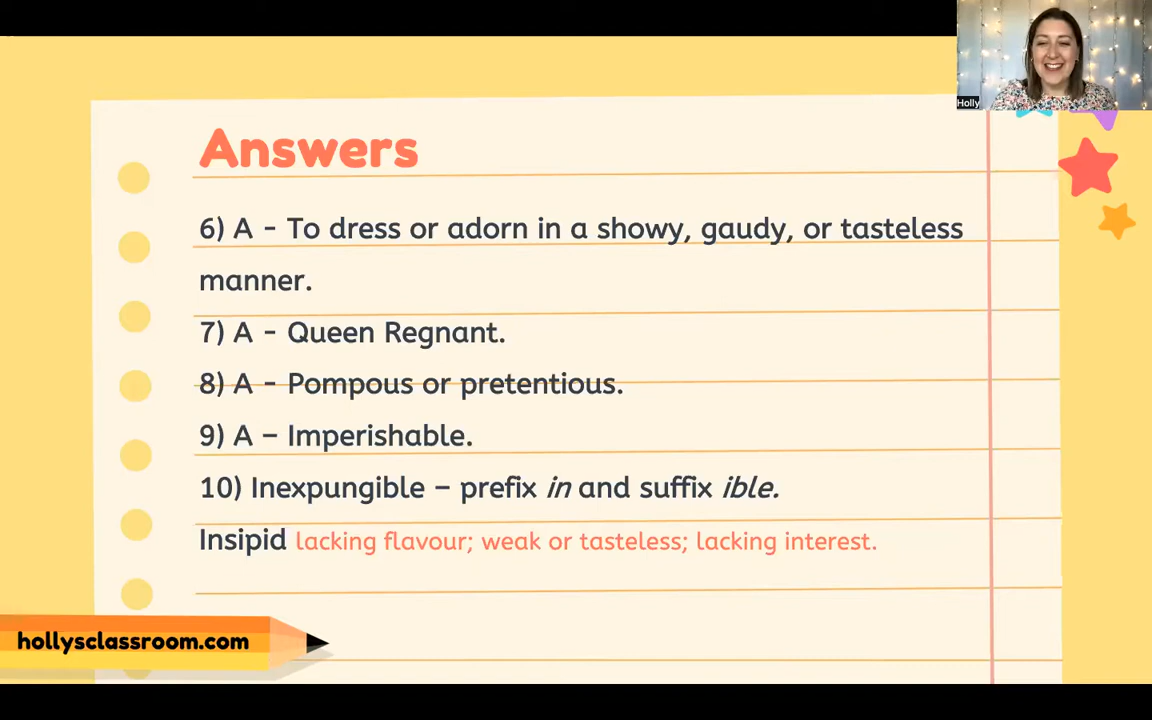 Holly
Answers
6) A - To dress or adorn in a showy, gaudy, or tasteless
manner.
7) A - Queen Regnant.
8) A - Pompous or pretentious.
9) A – Imperishable.
10) Inexpungible – prefix in and suffix ible.
Insipid lacking flavour; weak or tasteless; lacking interest.
hollysclassroom.com